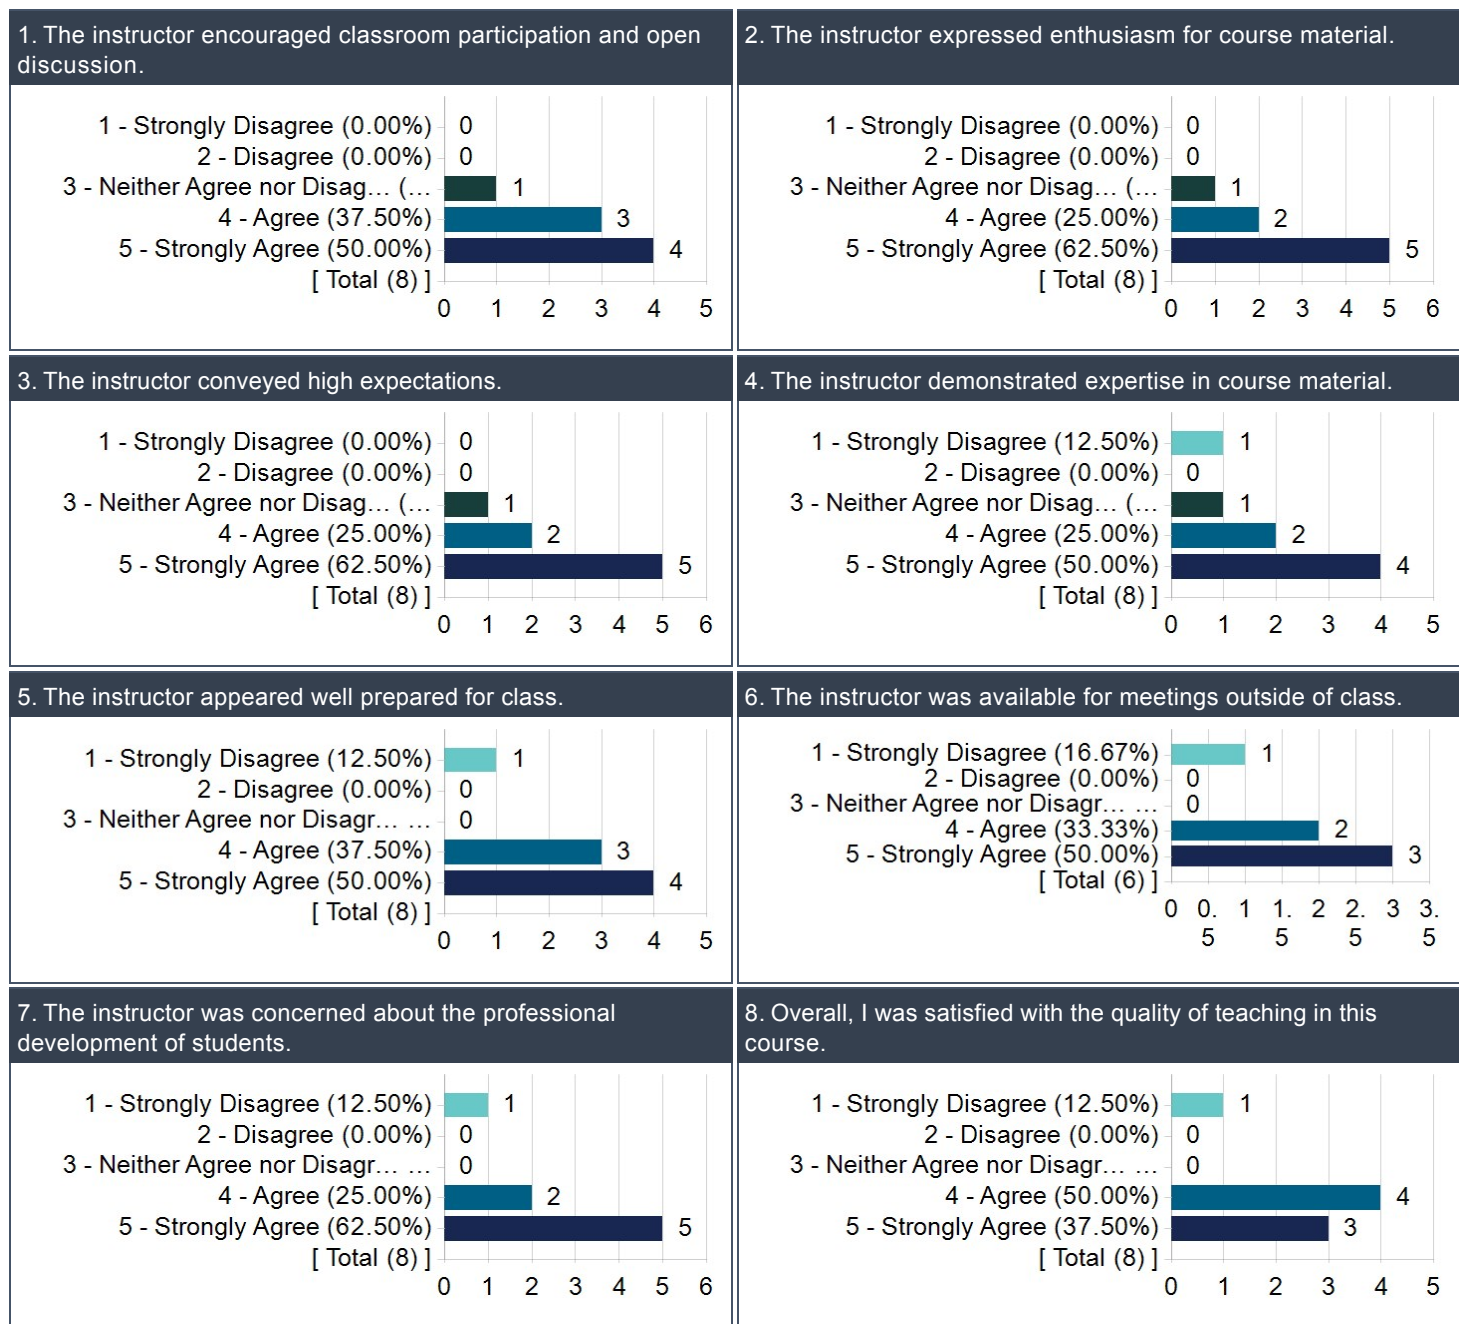 1. The instructor encouraged classroom participation and open
discussion.
1 - Strongly Disagree (0.00%) 0
2 - Disagree (0.00%) 0
3 - Neither Agree nor Disag... (... 1
4 - Agree (37.50%) 3
5 - Strongly Agree (50.00%) 4
[ Total (8) ]
0 1 2 3 4 5
2. The instructor expressed enthusiasm for course material.
1 - Strongly Disagree (0.00%) 0
2 - Disagree (0.00%) 0
3 - Neither Agree nor Disag... (... 1
4 - Agree (25.00%) 2
5 - Strongly Agree (62.50%) 5
[ Total (8) ]
0 1 2 3 4 5 6
3. The instructor conveyed high expectations.
1 - Strongly Disagree (0.00%) 0
2 - Disagree (0.00%) 0
3 - Neither Agree nor Disag... (... 1
4 - Agree (25.00%) 2
5 - Strongly Agree (62.50%) 5
[ Total (8) ]
0 1 2 3 4 5 6
4. The instructor demonstrated expertise in course material.
1 - Strongly Disagree (12.50%) 1
2 - Disagree (0.00%) 0
3 - Neither Agree nor Disag... (... 1
4 - Agree (25.00%) 2
5 - Strongly Agree (50.00%) 4
[ Total (8) ]
0 1 2 3 4 5
5. The instructor appeared well prepared for class.
1 - Strongly Disagree (12.50%) 1
2 - Disagree (0.00%) 0
3 - Neither Agree nor Disagr... ... 0
4 - Agree (37.50%) 3
5 - Strongly Agree (50.00%) 4
[ Total (8) ]
0 1 2 3 4 5
6. The instructor was available for meetings outside of class.
1 - Strongly Disagree (16.67%) 1
2 - Disagree (0.00%) 0
3 - Neither Agree nor Disagr... ... 0
4 - Agree (33.33%) 2
5 - Strongly Agree (50.00%) 3
[ Total (6) ]
0 0. 1 1. 2 2. 3 3.
5 5 5 5
7. The instructor was concerned about the professional
development of students.
1 - Strongly Disagree (12.50%) 1
2 - Disagree (0.00%) 0
3 - Neither Agree nor Disagr... ... 0
4 - Agree (25.00%) 2
5 - Strongly Agree (62.50%) 5
[ Total (8) ]
0 1 2 3 4 5 6
8. Overall, I was satisfied with the quality of teaching in this
course.
1 - Strongly Disagree (12.50%) 1
2 - Disagree (0.00%) 0
3 - Neither Agree nor Disagr... ... 0
4 - Agree (50.00%) 4
5 - Strongly Agree (37.50%) 3
[ Total (8) ]
0 1 2 3 4 5